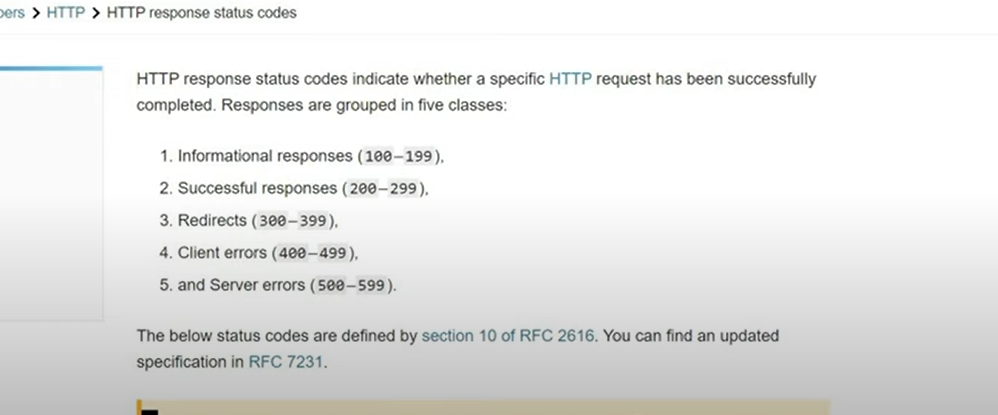 HTTP HTTP response status codes
HTTP response status codes indicate whether a specific HTTP request has been successfully
completed. Responses are grouped in five classes:
1. Informational responses (100–199),
2. Successful responses (200–299),
3. Redirects (300–399),
4. Client errors (400–499),
5. and Server errors (500–599).
The below status codes are defined by section 10 of RFC 2616. You can find an updated
specification in RFC 7231.